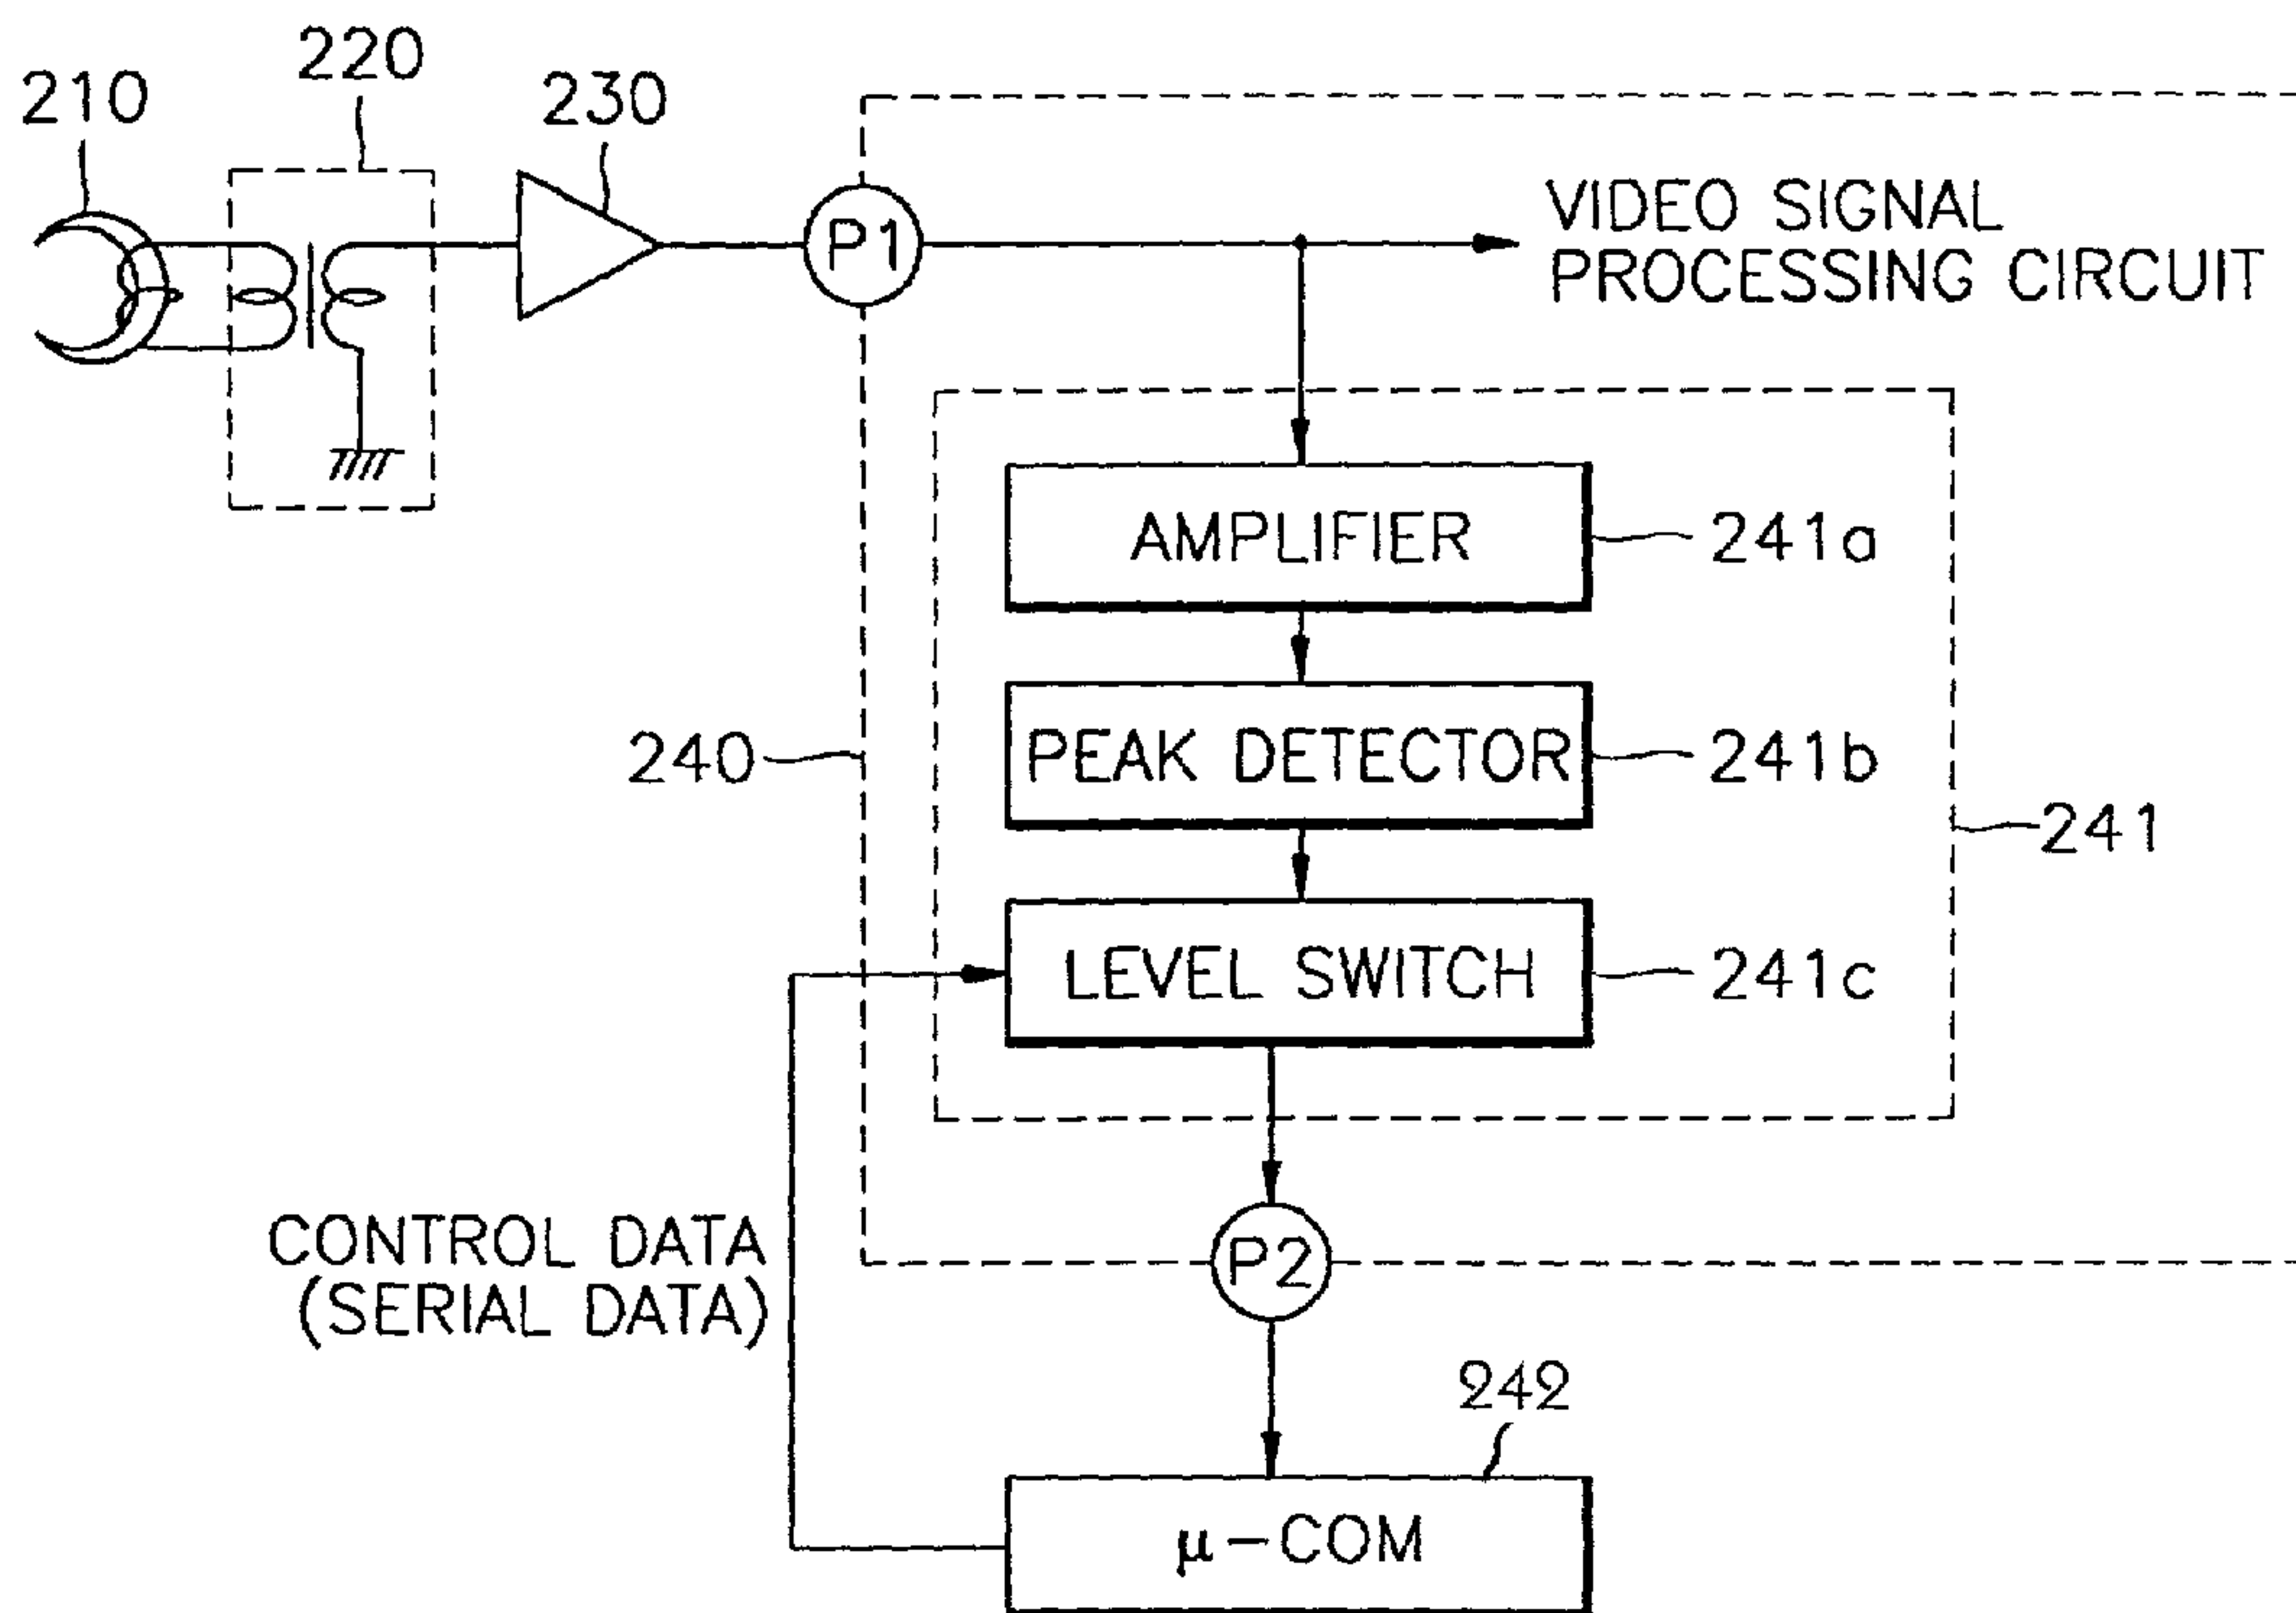 220
210
230
P1
VIDEO SIGNAL
PROCESSING CIRCUIT
AMPLIFIER
241a
PEAK DETECTOR
241b
240
241
LEVEL SWITCH
241c
CONTROL DATA
(SERIAL DATA)
P2
242
μ-COM